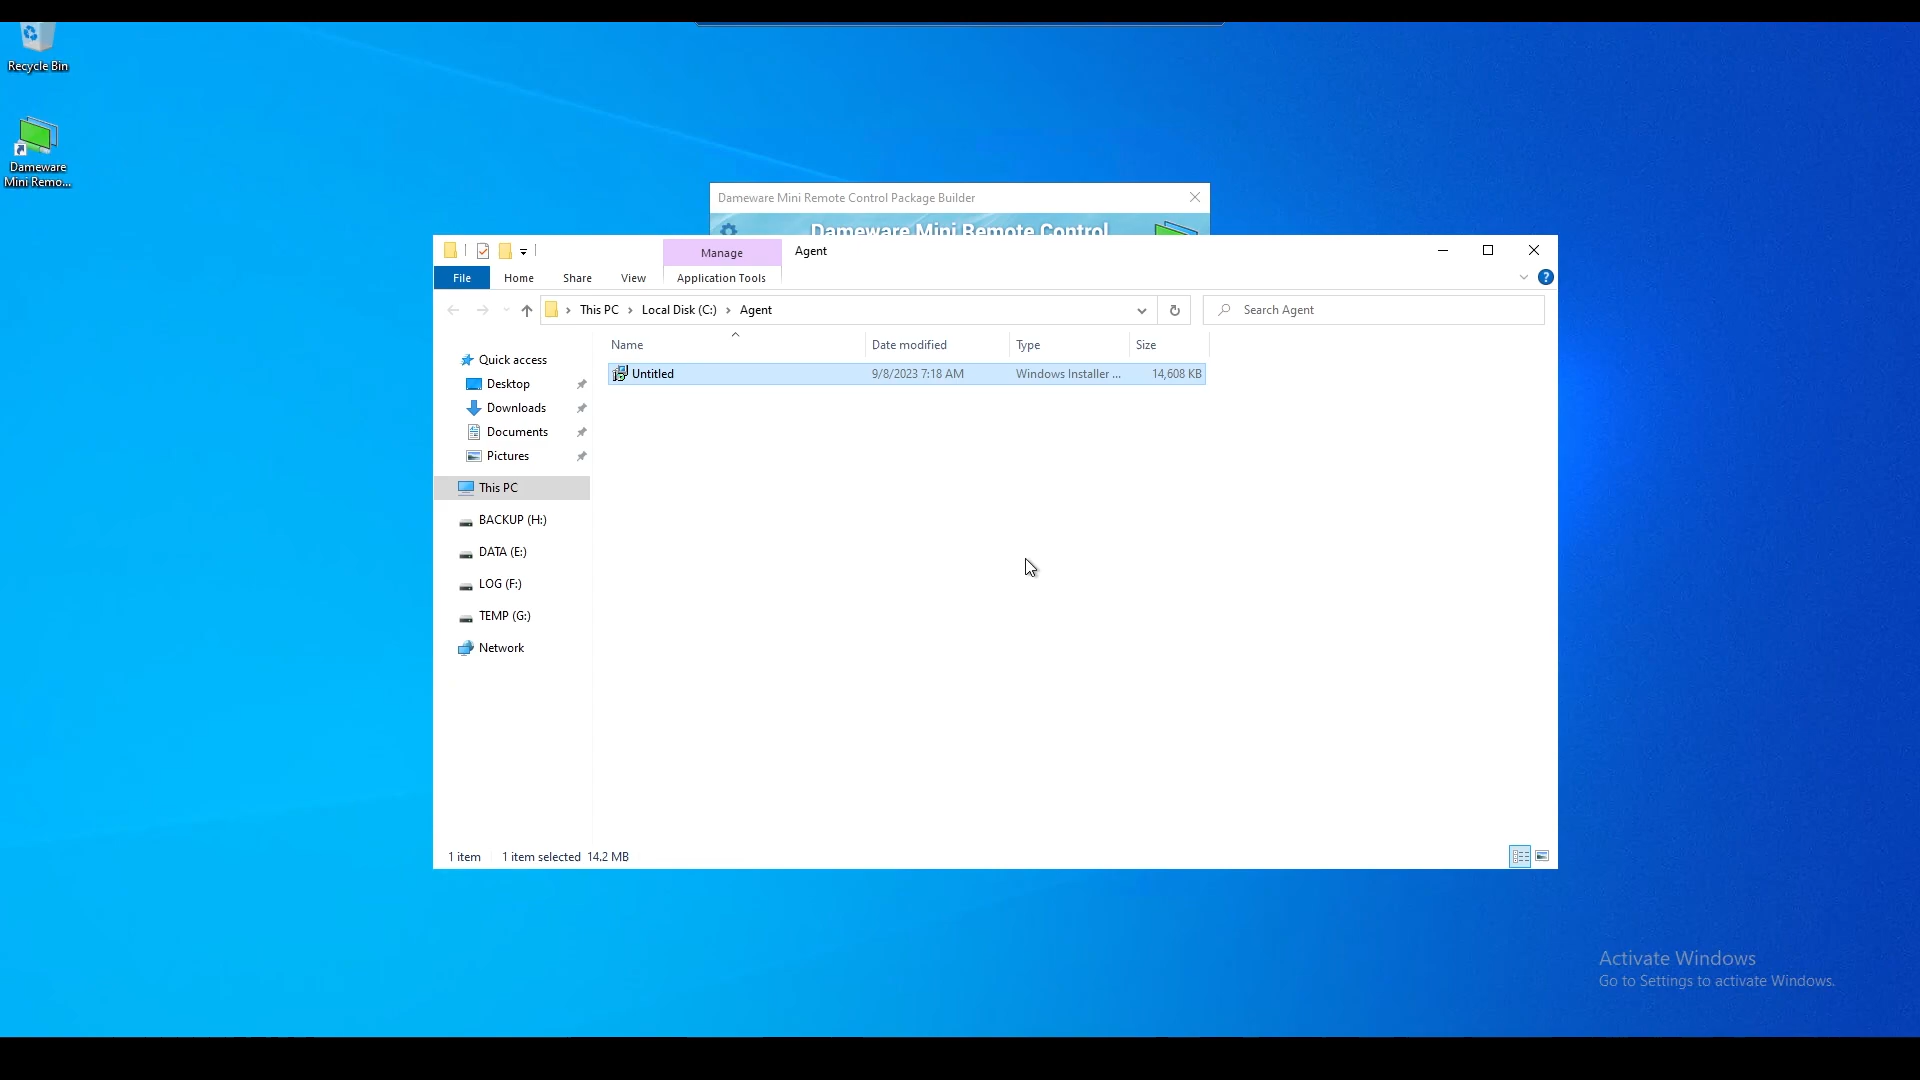 Recycle Bin
Dameware
Mini Remo...
Dameware Mini Remote Control Package Builder
Dameware Mini Remote Control
Manage
Agent
File
Home
Share
View
Application Tools
This PC
Local Disk (C:)
Agent
Search Agent
Name
Date modified
Type
Size
Untitled
9/8/2023 7:18 AM
Windows Installer ...
14,608 KB
Quick access
Desktop
Downloads
Documents
Pictures
This PC
BACKUP (H:)
DATA (E:)
LOG (F:)
TEMP (G:)
Network
1 item
1 item selected 14.2 MB
Activate Windows
Go to Settings to activate Windows.